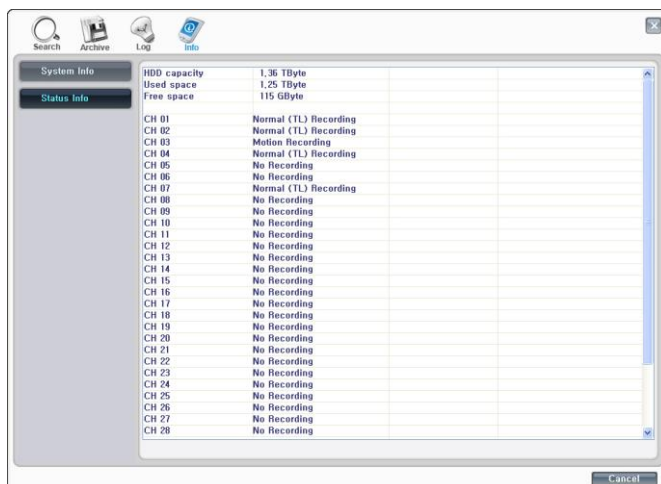 Search Archive Log Info
System Info
Status Info
HDD capacity 1,36 TByte
Used space 1,25 TByte
Free space 115 GByte
CH 01 Normal (TL) Recording
CH 02 Normal (TL) Recording
CH 03 Motion Recording
CH 04 Normal (TL) Recording
CH 05 No Recording
CH 06 No Recording
CH 07 Normal (TL) Recording
CH 08 No Recording
CH 09 No Recording
CH 10 No Recording
CH 11 No Recording
CH 12 No Recording
CH 13 No Recording
CH 14 No Recording
CH 15 No Recording
CH 16 No Recording
CH 17 No Recording
CH 18 No Recording
CH 19 No Recording
CH 20 No Recording
CH 21 No Recording
CH 22 No Recording
CH 23 No Recording
CH 24 No Recording
CH 25 No Recording
CH 26 No Recording
CH 27 No Recording
CH 28 No Recording
Cancel